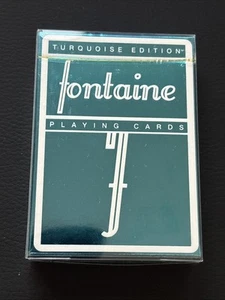 TURQUOISE EDITION
fontaine
PLAYING CARDS
f